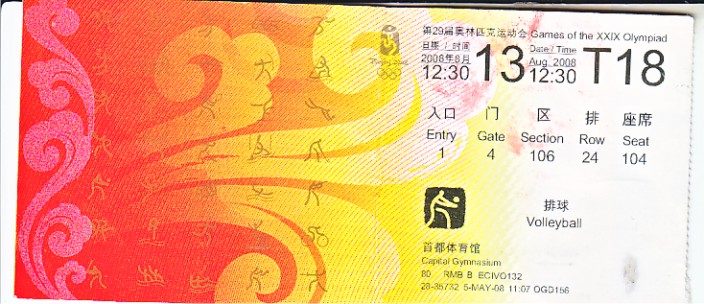 第29届奥林匹克运动会 Games of the XXIX Olympiad
日期 / 时间 Date / Time
2008年8月 13 Aug. 2008 T18
12:30 12:30
入口 门 区 排 座席
Entry Gate Section Row Seat
1 4 106 24 104
排球
Volleyball
首都体育馆
Capital Gymnasium
80 RMB B ECIVO132
28-35732 5-MAY-08 11:07 OGD156